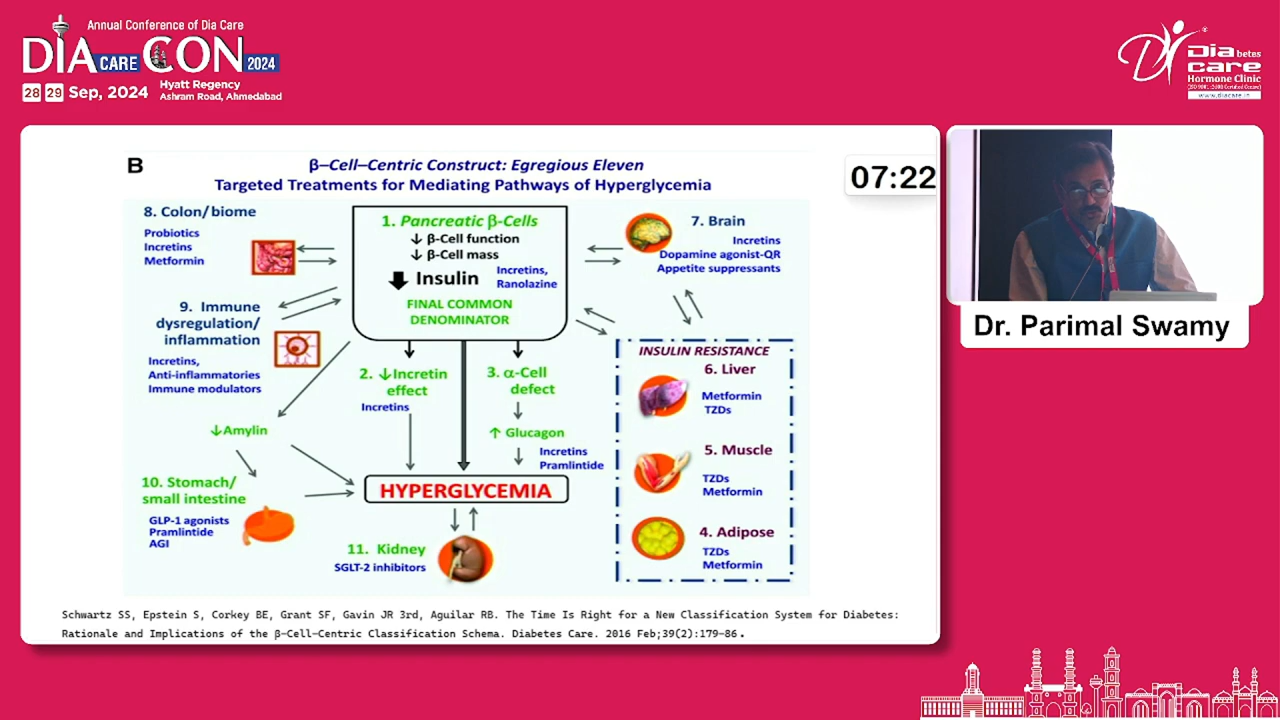 Annual Conference of Dia Care
DIA CARE CON 2024
28 29 Sep, 2024
Hyatt Regency
Ashram Road, Ahmedabad
Diabetes
care
Hormone Clinic
www.diacare.in
B
β–Cell–Centric Construct: Egregious Eleven
Targeted Treatments for Mediating Pathways of Hyperglycemia
07:22
8. Colon/biome
Probiotics
Incretins
Metformin
1. Pancreatic β-Cells
↓ β-Cell function
↓ β-Cell mass
↓ Insulin
Incretins,
Ranolazine
FINAL COMMON
DENOMINATOR
7. Brain
Incretins
Dopamine agonist-QR
Appetite suppressants
9. Immune
dysregulation/
inflammation
Incretins,
Anti-inflammatories
Immune modulators
2. ↓Incretin
effect
Incretins
3. α-Cell
defect
↑ Glucagon
Incretins
Pramlintide
INSULIN RESISTANCE
6. Liver
Metformin
TZDs
5. Muscle
TZDs
Metformin
4. Adipose
TZDs
Metformin
↓Amylin
10. Stomach/
small intestine
GLP-1 agonists
Pramlintide
AGI
HYPERGLYCEMIA
11. Kidney
SGLT-2 inhibitors
Schwartz SS, Epstein S, Corkey BE, Grant SF, Gavin JR 3rd, Aguilar RB. The Time Is Right for a New Classification System for Diabetes:
Rationale and Implications of the β-Cell-Centric Classification Schema. Diabetes Care. 2016 Feb;39(2):179-86.
Dr. Parimal Swamy